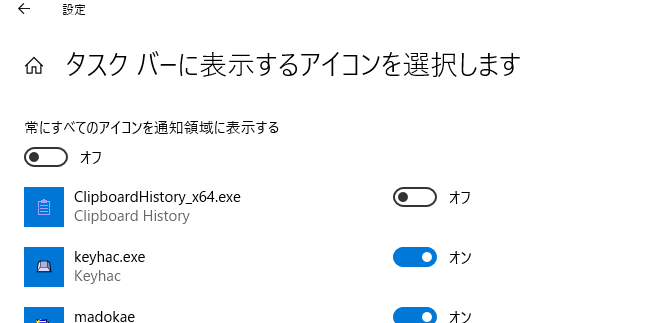 設定
タスク バーに表示するアイコンを選択します
常にすべてのアイコンを通知領域に表示する
オフ
ClipboardHistory_x64.exe
Clipboard History
オフ
keyhac.exe
Keyhac
オン
madokae
オン